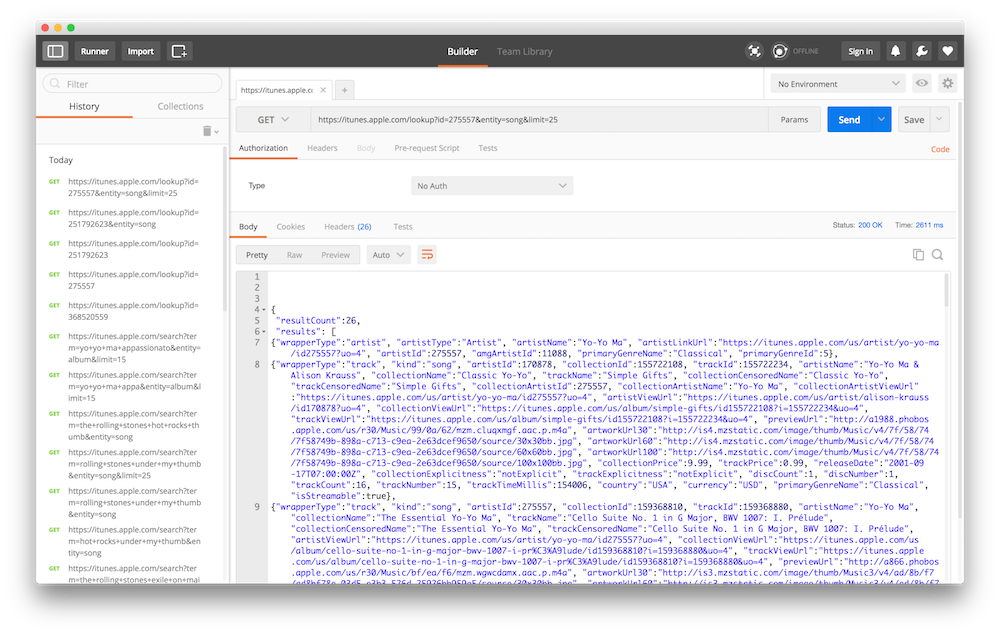 Runner
Import
Builder
Team Library
OFFLINE
Sign In
Filter
History
Collections
Today
GET https://itunes.apple.com/lookup?id=
275557&entity=song&limit=25
GET https://itunes.apple.com/lookup?id=
251792623&entity=song
GET https://itunes.apple.com/lookup?id=
251792623
GET https://itunes.apple.com/lookup?id=
275557
GET https://itunes.apple.com/lookup?id=
368520559
GET https://itunes.apple.com/search?ter
m=yo+yo+ma+appassionato&entity=
album&limit=15
GET https://itunes.apple.com/search?ter
m=yo+yo+ma+appa&entity=album&l
imit=15
GET https://itunes.apple.com/search?ter
m=the+rolling+stones+hot+rocks+th
umb&entity=song
GET https://itunes.apple.com/search?ter
m=rolling+stones+under+my+thumb
&entity=song&limit=25
GET https://itunes.apple.com/search?ter
m=rolling+stones+under+my+thumb
&entity=song
GET https://itunes.apple.com/search?ter
m=hot+rocks+under+my+thumb&enti
ty=song
GET https://itunes.apple.com/search?ter
m=the+rolling+stones+exile+on+mai
https://itunes.apple.c
No Environment
GET
https://itunes.apple.com/lookup?id=275557&entity=song&limit=25
Params
Send
Save
Authorization
Headers
Body
Pre-request Script
Tests
Code
Type
No Auth
Body
Cookies
Headers (26)
Tests
Status: 200 OK
Time: 2611 ms
Pretty
Raw
Preview
Auto
1
2
3
4 {
5 "resultCount":26,
6 "results": [
7 {"wrapperType":"artist", "artistType":"Artist", "artistName":"Yo-Yo Ma", "artistLinkUrl":"https://itunes.apple.com/us/artist/yo-yo-ma
/id275557?uo=4", "artistId":275557, "amgArtistId":11088, "primaryGenreName":"Classical", "primaryGenreId":5},
8 {"wrapperType":"track", "kind":"song", "artistId":170878, "collectionId":155722108, "trackId":155722234, "artistName":"Yo-Yo Ma &
Alison Krauss", "collectionName":"Classic Yo-Yo", "trackName":"Simple Gifts", "collectionCensoredName":"Classic Yo-Yo",
"trackCensoredName":"Simple Gifts", "collectionArtistId":275557, "collectionArtistName":"Yo-Yo Ma", "collectionArtistViewUrl"
:"https://itunes.apple.com/us/artist/yo-yo-ma/id275557?uo=4", "artistViewUrl":"https://itunes.apple.com/us/artist/alison-krauss
/id170878?uo=4", "collectionViewUrl":"https://itunes.apple.com/us/album/simple-gifts/id155722108?i=155722234&uo=4",
"trackViewUrl":"https://itunes.apple.com/us/album/simple-gifts/id155722108?i=155722234&uo=4", "previewUrl":"http://a1988.phobos
.apple.com/us/r30/Music/99/0a/62/mzm.cluqxmgf.aac.p.m4a", "artworkUrl30":"http://is4.mzstatic.com/image/thumb/Music/v4/7f/58/74
/7f58749b-898a-c713-c9ea-2e63dcef9650/source/30x30bb.jpg", "artworkUrl60":"http://is4.mzstatic.com/image/thumb/Music/v4/7f/58/74
/7f58749b-898a-c713-c9ea-2e63dcef9650/source/60x60bb.jpg", "artworkUrl100":"http://is4.mzstatic.com/image/thumb/Music/v4/7f/58/74
/7f58749b-898a-c713-c9ea-2e63dcef9650/source/100x100bb.jpg", "collectionPrice":9.99, "trackPrice":0.99, "releaseDate":"2001-09
-17T07:00:00Z", "collectionExplicitness":"notExplicit", "trackExplicitness":"notExplicit", "discCount":1, "discNumber":1,
"trackCount":16, "trackNumber":15, "trackTimeMillis":154006, "country":"USA", "currency":"USD", "primaryGenreName":"Classical",
"isStreamable":true},
9 {"wrapperType":"track", "kind":"song", "artistId":275557, "collectionId":159368810, "trackId":159368880, "artistName":"Yo-Yo Ma",
"collectionName":"The Essential Yo-Yo Ma", "trackName":"Cello Suite No. 1 in G Major, BWV 1007: I. Prélude",
"collectionCensoredName":"The Essential Yo-Yo Ma", "trackCensoredName":"Cello Suite No. 1 in G Major, BWV 1007: I. Prélude",
"artistViewUrl":"https://itunes.apple.com/us/artist/yo-yo-ma/id275557?uo=4", "collectionViewUrl":"https://itunes.apple.com/us
/album/cello-suite-no-1-in-g-major-bwv-1007-i-pr%C3%A9lude/id159368810?i=159368880&uo=4", "trackViewUrl":"https://itunes.apple
.com/us/album/cello-suite-no-1-in-g-major-bwv-1007-i-pr%C3%A9lude/id159368810?i=159368880&uo=4", "previewUrl":"http://a866.phobos
.apple.com/us/r30/Music/bf/ea/f6/mzm.wgwcdamx.aac.p.m4a", "artworkUrl30":"http://is3.mzstatic.com/image/thumb/Music3/v4/ad/8b/f7